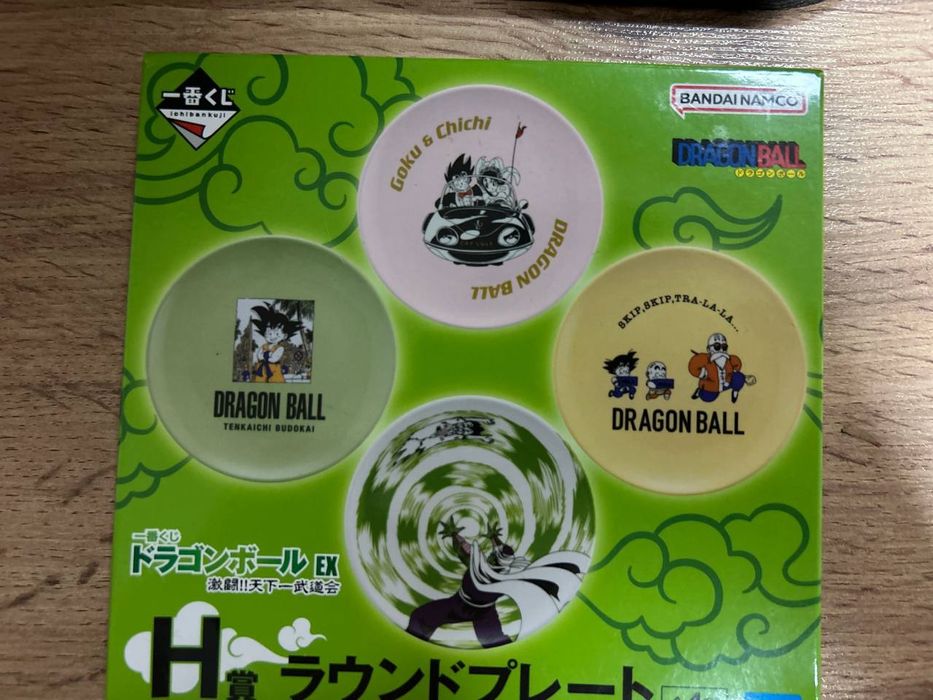 一番くじ
ichibankuji
BANDAI NAMCO
DRAGON BALL
ドラゴンボール
Goku & Chichi
DRAGON BALL
DRAGON BALL
TENKAICHI BUDOKAI
SKIP,SKIP,TRA-LA-LA...
DRAGON BALL
一番くじ
ドラゴンボール EX
激闘!!天下一武道会
H賞
ラウンドプレート